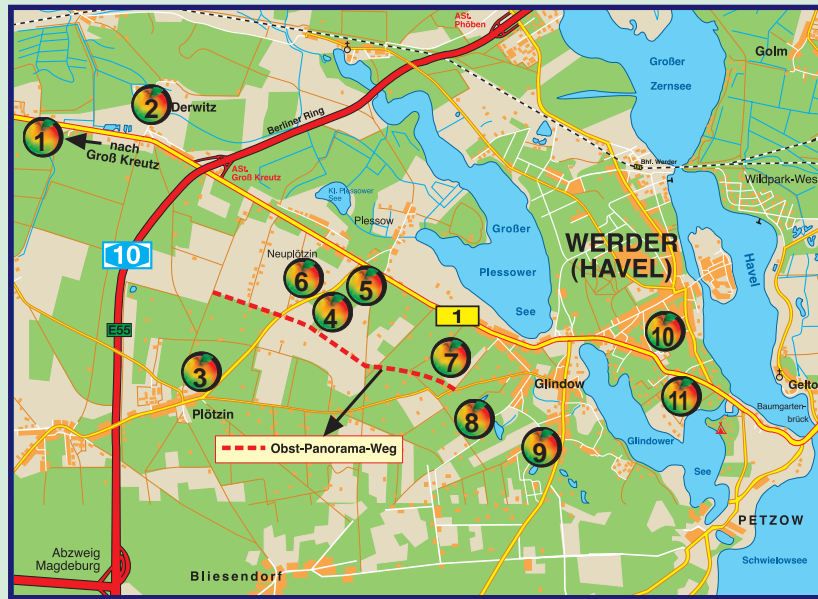 ASt.
Phöben
Großer
Zernsee
Golm
2
Derwitz
1
nach
Groß Kreutz
Berliner Ring
ASt.
Groß Kreutz
Bhf. Werder
Wildpark-Wes
Kl. Plessower
See
Plessow
Großer
Plessower
See
WERDER
(HAVEL)
Havel
10
Neuplötzin
6
5
4
1
E55
10
7
3
Glindow
11
Gelto
Baumgarten-
brück
Plötzin
8
9
Glindower
See
Obst-Panorama-Weg
PETZOW
Schwielowsee
Abzweig
Magdeburg
Bliesendorf